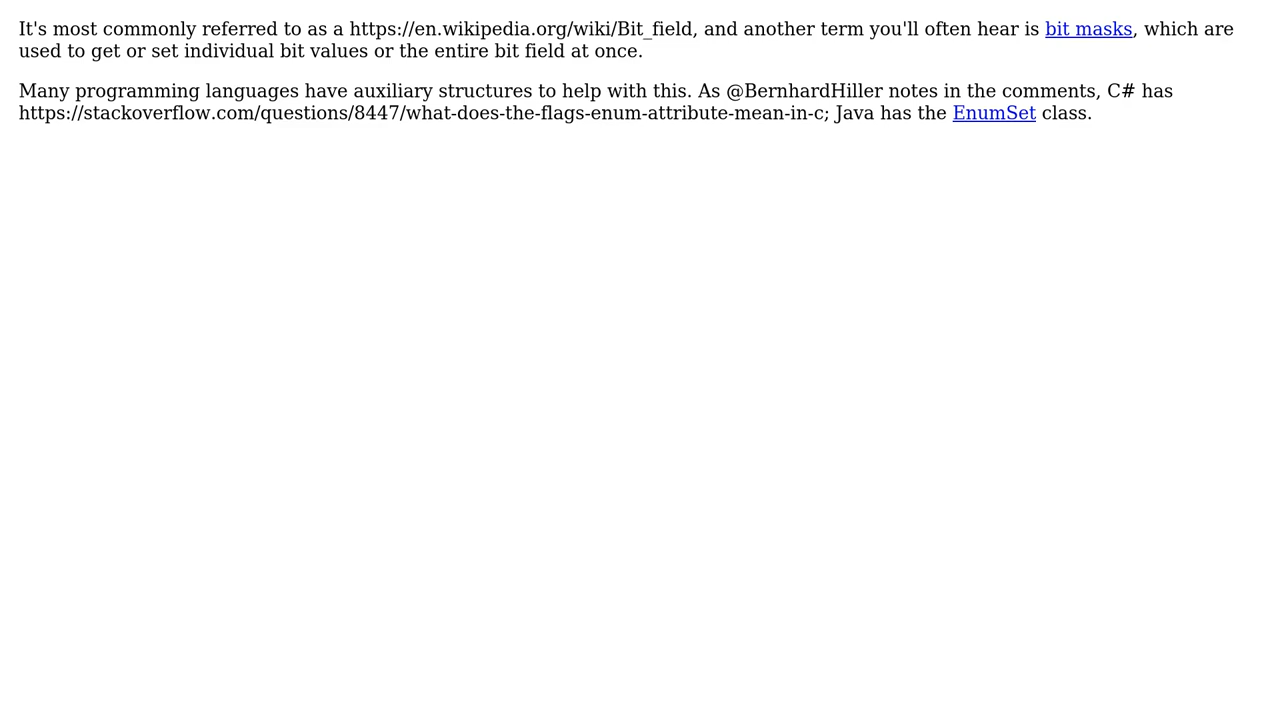 It's most commonly referred to as a https://en.wikipedia.org/wiki/Bit_field, and another term you'll often hear is bit masks, which are
used to get or set individual bit values or the entire bit field at once.
Many programming languages have auxiliary structures to help with this. As @BernhardHiller notes in the comments, C# has
https://stackoverflow.com/questions/8447/what-does-the-flags-enum-attribute-mean-in-c; Java has the EnumSet class.